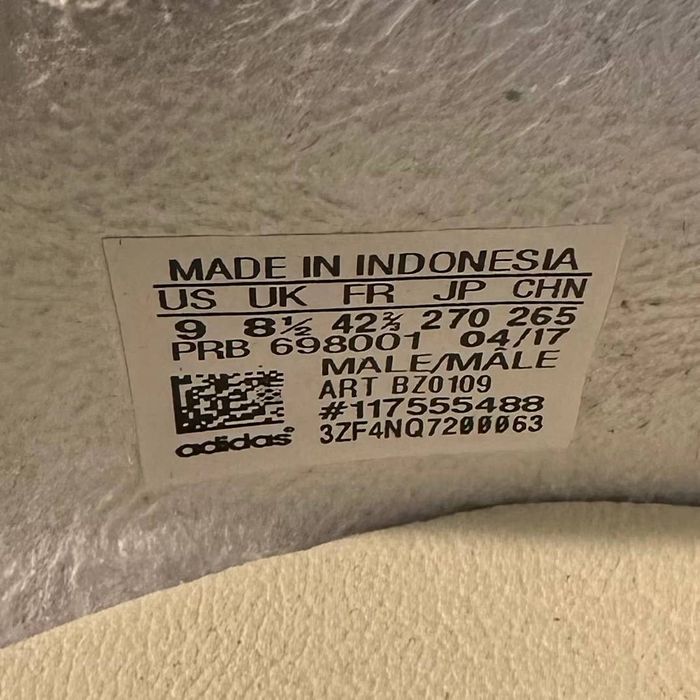 MADE IN INDONESIA
US UK FR JP CHN
9 8½ 42⅔ 270 265
PRB 698001 04/17
MALE/MÂLE
ART BZ0109
#117555488
adidas® 3ZF4NQ7200063